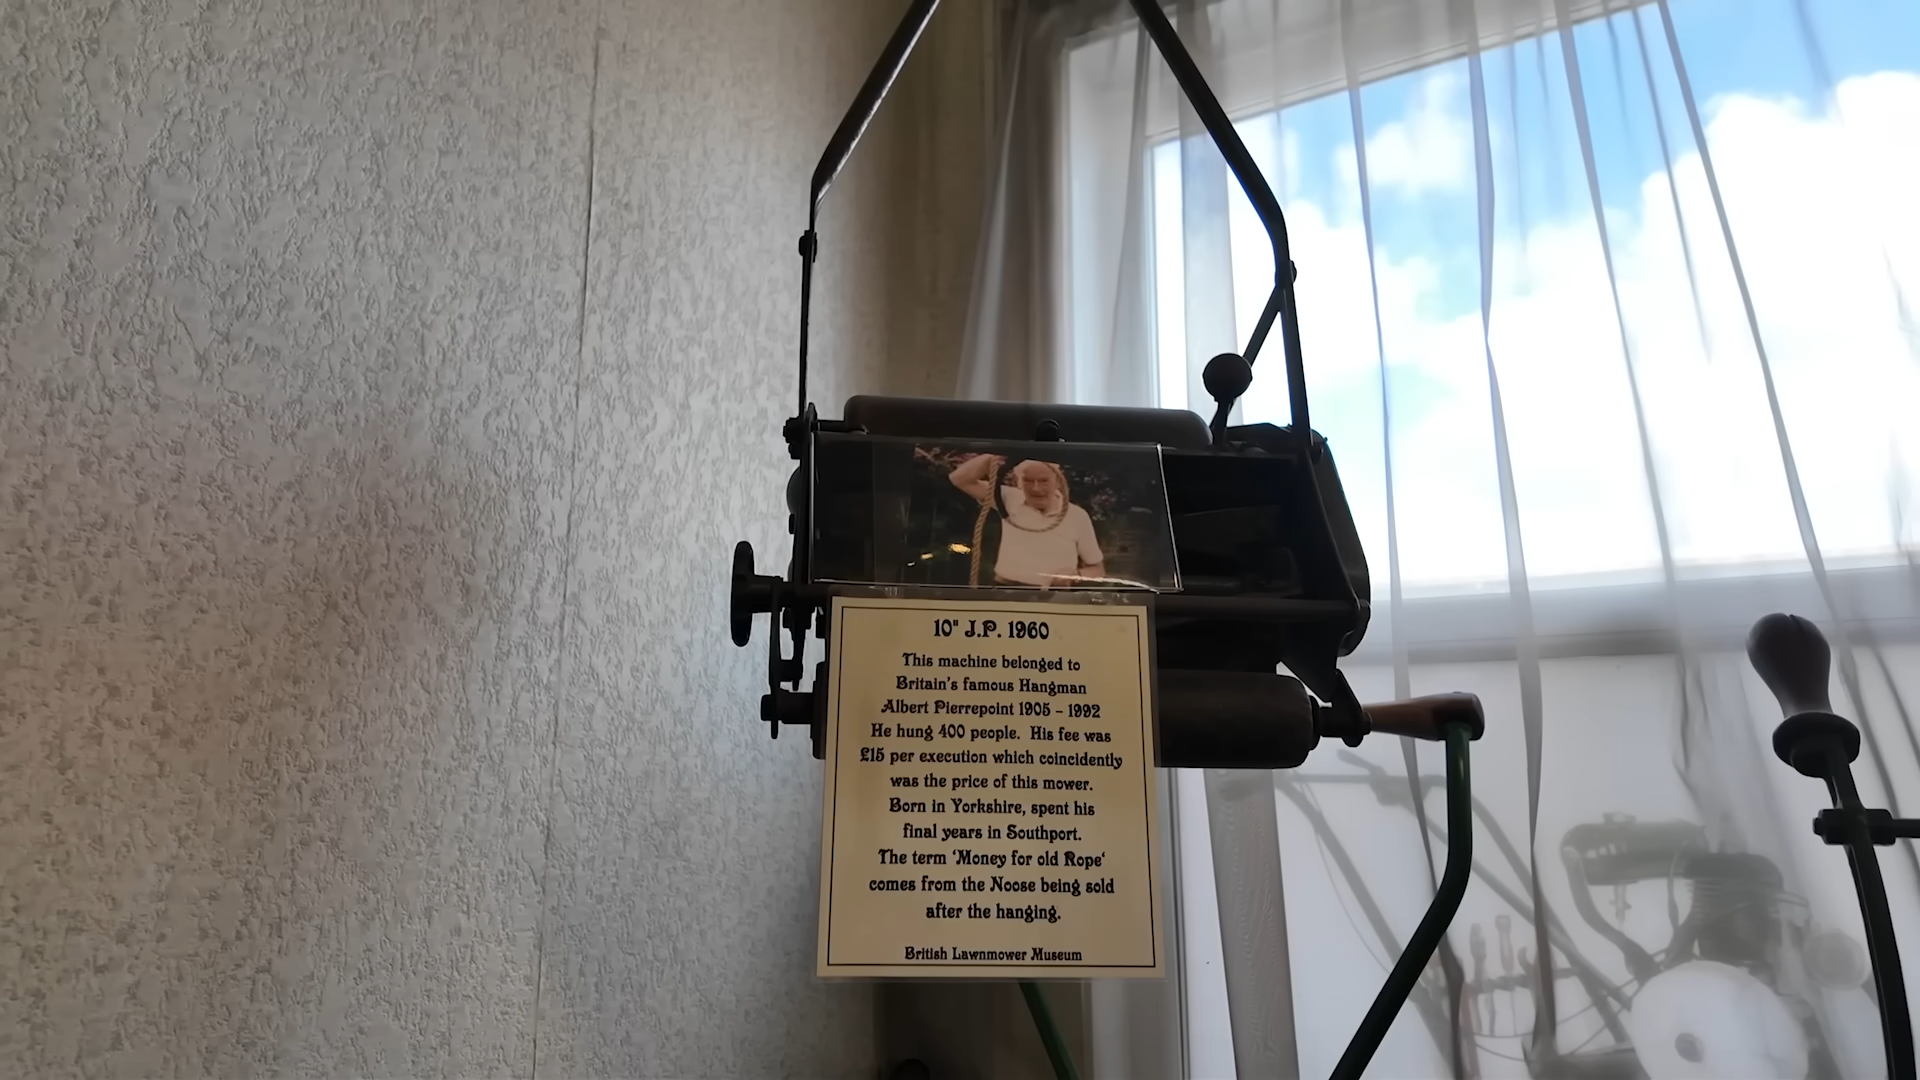 10" J.P. 1960
This machine belonged to
Britain's famous Hangman
Albert Pierrepoint 1905 – 1992
He hung 400 people. His fee was
£15 per execution which coincidently
was the price of this mower.
Born in Yorkshire, spent his
final years in Southport.
The term ‘Money for old Rope‘
comes from the Noose being sold
after the hanging.
British Lawnmower Museum